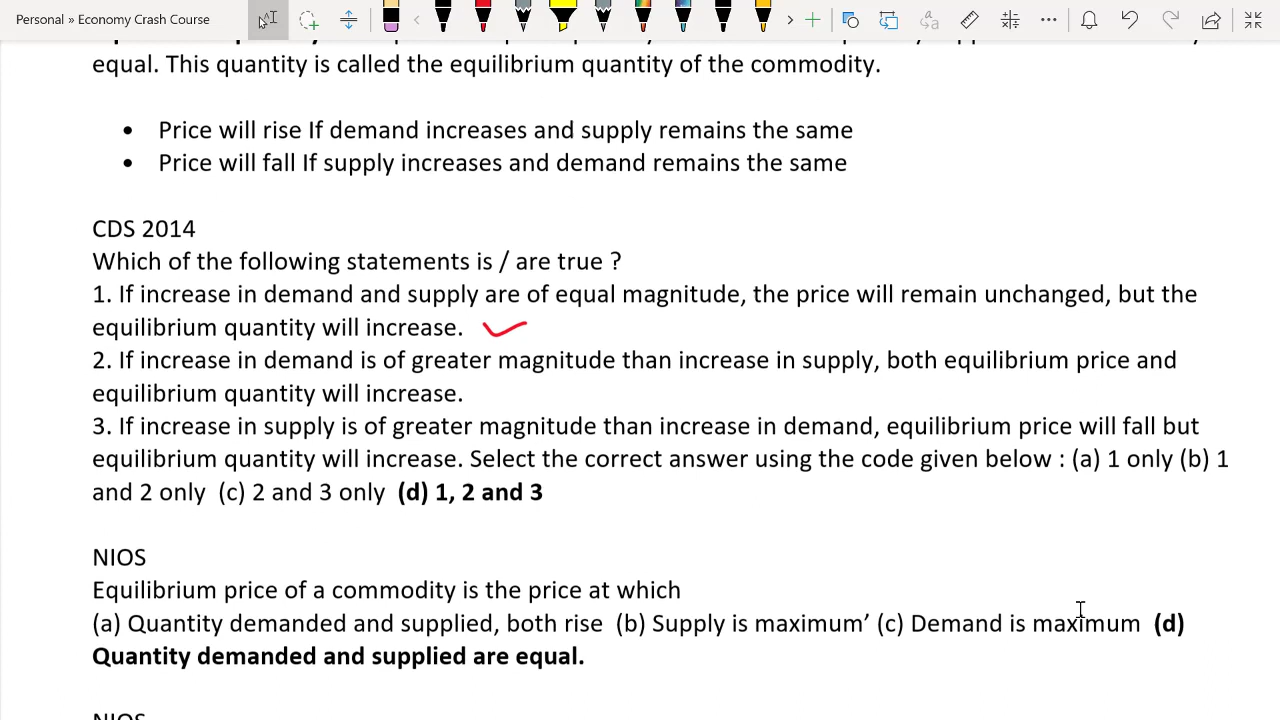 Personal » Economy Crash Course
equal. This quantity is called the equilibrium quantity of the commodity.
• Price will rise If demand increases and supply remains the same
• Price will fall If supply increases and demand remains the same
CDS 2014
Which of the following statements is / are true ?
1. If increase in demand and supply are of equal magnitude, the price will remain unchanged, but the
equilibrium quantity will increase.
2. If increase in demand is of greater magnitude than increase in supply, both equilibrium price and
equilibrium quantity will increase.
3. If increase in supply is of greater magnitude than increase in demand, equilibrium price will fall but
equilibrium quantity will increase. Select the correct answer using the code given below : (a) 1 only (b) 1
and 2 only (c) 2 and 3 only (d) 1, 2 and 3
NIOS
Equilibrium price of a commodity is the price at which
(a) Quantity demanded and supplied, both rise (b) Supply is maximum’ (c) Demand is maximum (d)
Quantity demanded and supplied are equal.
NIOS